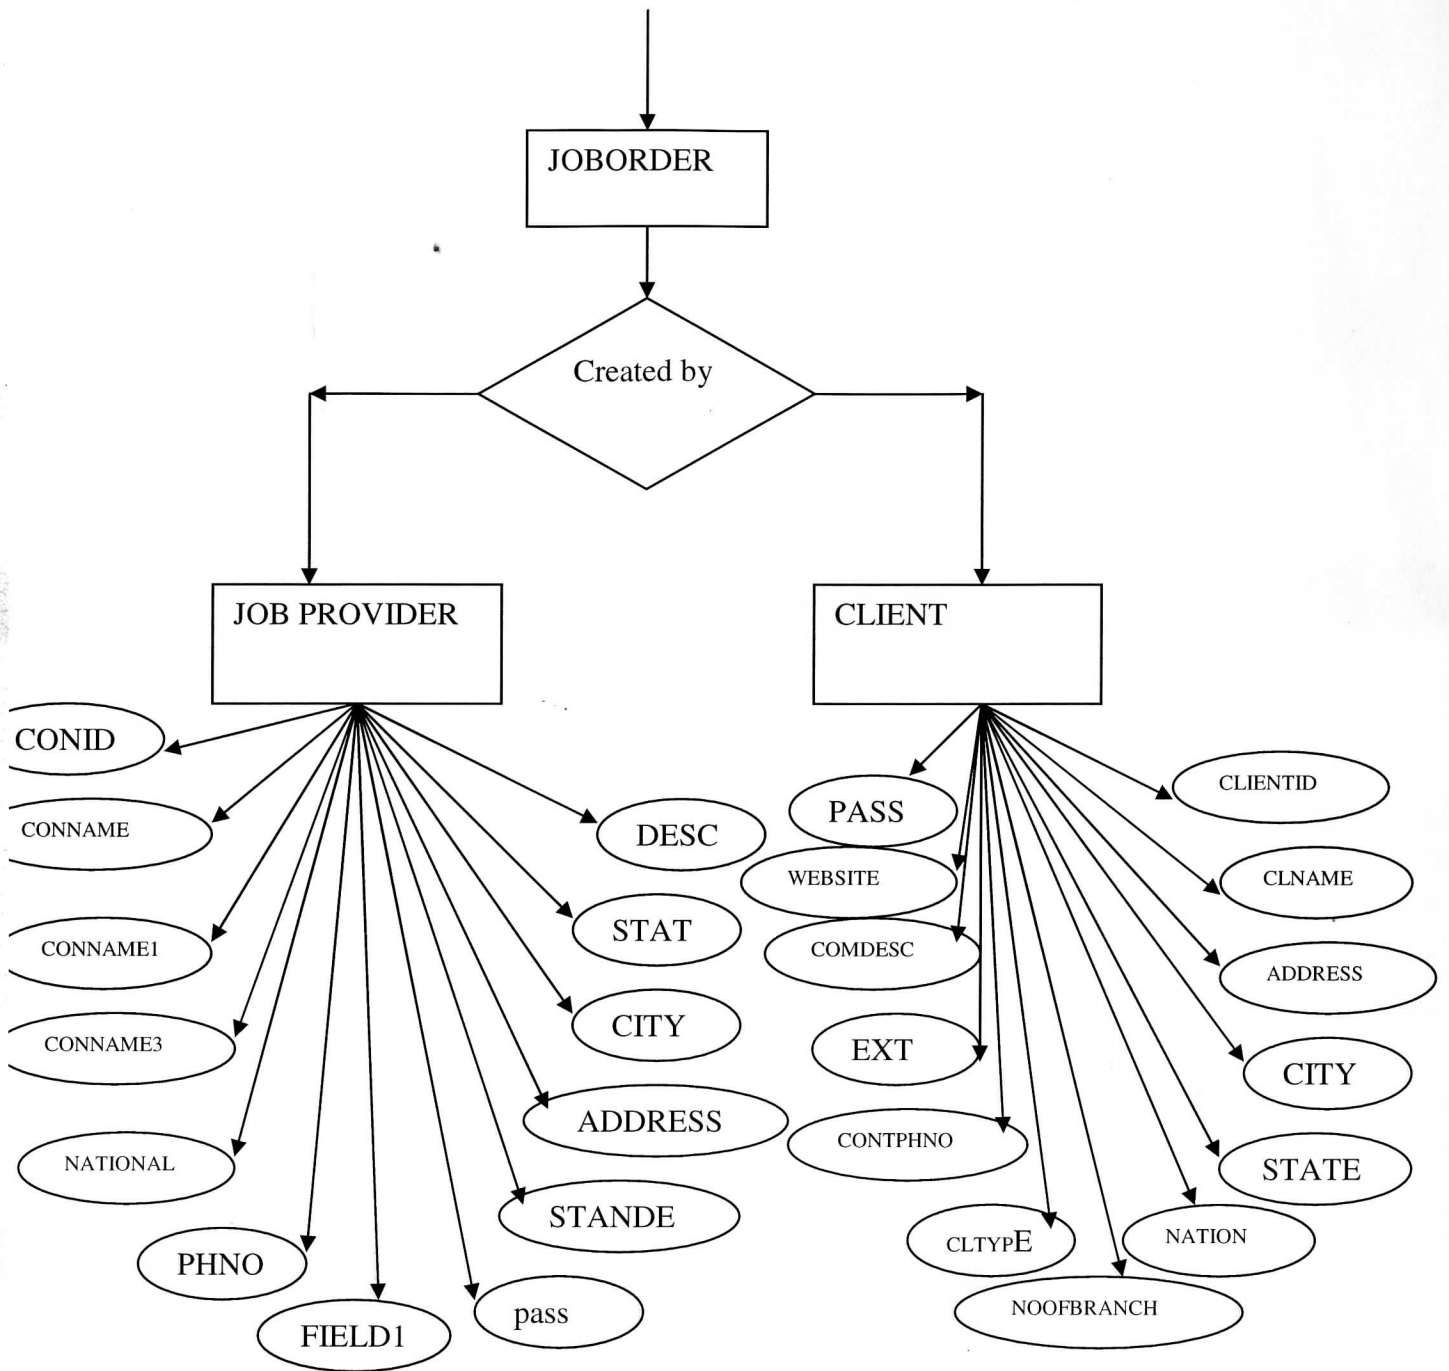 JOBORDER
Created by
JOB PROVIDER
CLIENT
CONID
CONNAME
CONNAME1
CONNAME3
NATIONAL
PHNO
FIELD1
pass
STANDE
ADDRESS
CITY
STAT
DESC
PASS
WEBSITE
COMDESC
EXT
CONTPHNO
CLTYPE
NOOFBRANCH
NATION
STATE
CITY
ADDRESS
CLNAME
CLIENTID